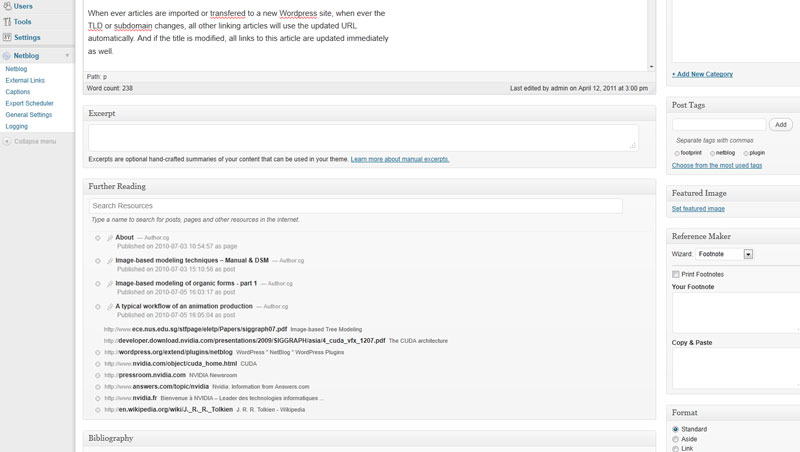 Users
Tools
Settings
Netblog
Netblog
External Links
Captions
Export Scheduler
General Settings
Logging
Collapse menu
When ever articles are imported or transfered to a new Wordpress site, when ever the
TLD or subdomain changes, all other linking articles will use the updated URL
automatically. And if the title is modified, all links to this article are updated immediately
as well.
Path: p
Word count: 238 Last edited by admin on April 12, 2011 at 3:00 pm
Excerpt
Excerpts are optional hand-crafted summaries of your content that can be used in your theme. Learn more about manual excerpts.
Further Reading
Search Resources
Type a name to search for posts, pages and other resources in the internet.
About — Author:cg
Published on 2010-07-03 10:54:57 as page
Image-based modeling techniques – Manual & DSM — Author:cg
Published on 2010-07-03 15:10:56 as post
Image-based modeling of organic forms - part 1 — Author:cg
Published on 2010-07-05 16:03:17 as post
A typical workflow of an animation production — Author:cg
Published on 2010-07-05 16:05:04 as post
http://www.ece.nus.edu.sg/stfpage/eletp/Papers/siggraph07.pdf Image-based Tree Modeling
http://developer.download.nvidia.com/presentations/2009/SIGGRAPH/asia/4_cuda_vfx_1207.pdf The CUDA architecture
http://wordpress.org/extend/plugins/netblog WordPress " NetBlog " WordPress Plugins
http://www.nvidia.com/object/cuda_home.html CUDA
http://pressroom.nvidia.com NVIDIA Newsroom
http://www.answers.com/topic/nvidia Nvidia: Information from Answers.com
http://www.nvidia.fr Bienvenue à NVIDIA – Leader des technologies informatiques ...
http://en.wikipedia.org/wiki/J._R._R._Tolkien J. R. R. Tolkien - Wikipedia
Bibliography
+ Add New Category
Post Tags
Add
Separate tags with commas
footprint netblog plugin
Choose from the most used tags
Featured Image
Set featured image
Reference Maker
Wizard: Footnote
Print Footnotes
Your Footnote
Copy & Paste
Format
Standard
Aside
Link